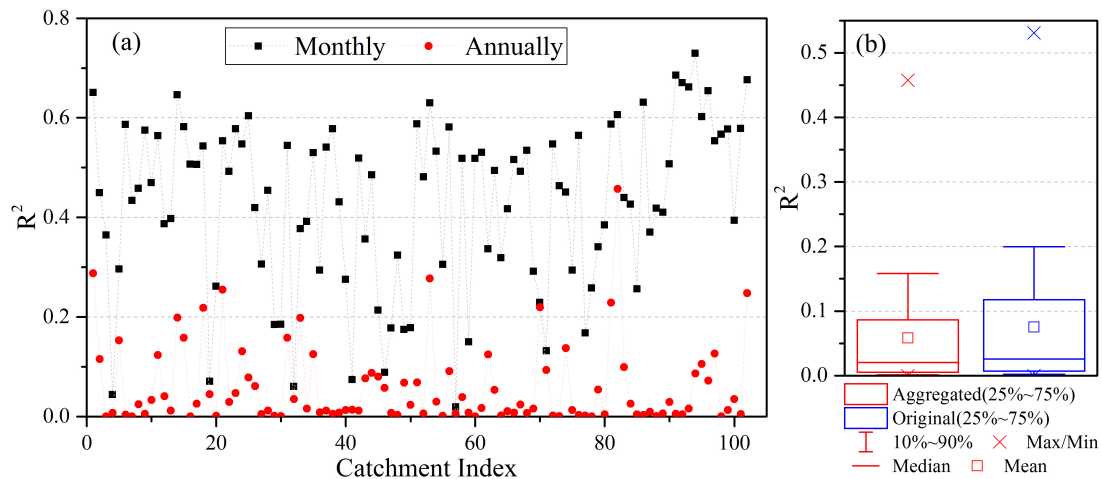 (a)
Monthly Annually
R²
0.8
0.6
0.4
0.2
0.0
0 20 40 60 80 100
Catchment Index
(b)
R²
0.5
0.4
0.3
0.2
0.1
0.0
Aggregated(25%~75%)
Original(25%~75%)
10%~90% Max/Min
Median Mean